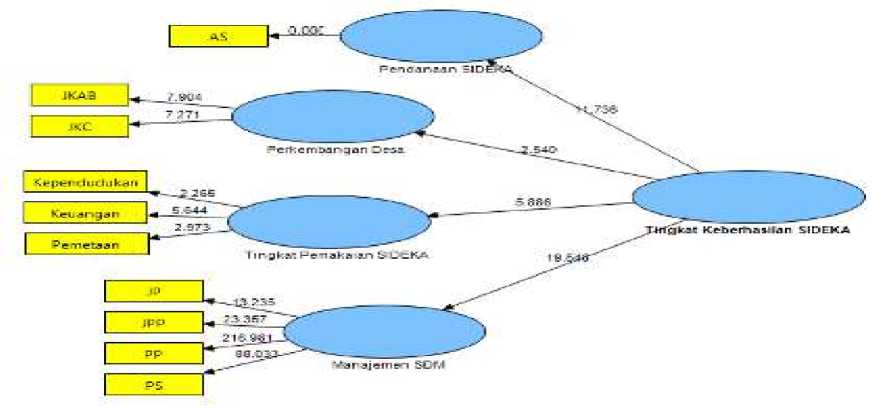 AS
0.000
Pendanaan SIDEKA
11.736
JKAB
7.904
JKC
7.271
Perkembangan Desa
2.540
Kependudukan
2.266
Keuangan
5.644
Pemetaan
2.973
Tingkat Pemakaian SIDEKA
5.886
Tingkat Keberhasilan SIDEKA
19.546
JP
13.235
JPP
23.357
PP
216.961
PS
88.033
Manajemen SDM